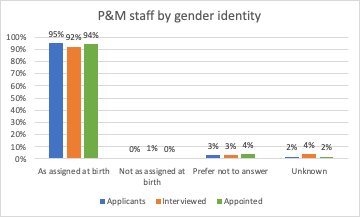 P&M staff by gender identity
100%
90%
80%
70%
60%
50%
40%
30%
20%
10%
0%
95% 92% 94%
0% 1% 0%
3% 3% 4%
2% 4% 2%
As assigned at birth
Not as assigned at
birth
Prefer not to answer
Unknown
Applicants Interviewed Appointed